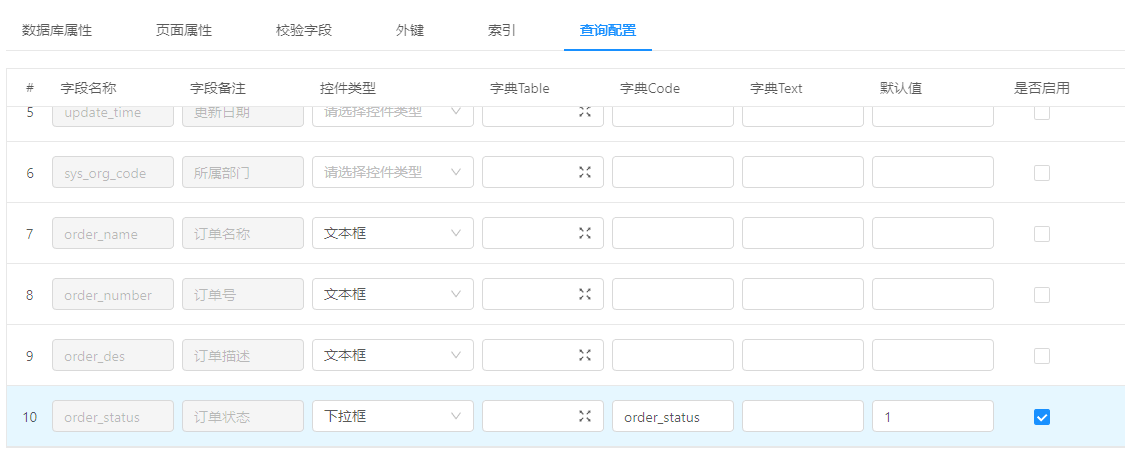 数据库属性 页面属性 校验字段 外键 索引 查询配置
# 字段名称 字段备注 控件类型 字典Table 字典Code 字典Text 默认值 是否启用
5 update_time 更新日期 请选择控件类型
6 sys_org_code 所属部门 请选择控件类型
7 order_name 订单名称 文本框
8 order_number 订单号 文本框
9 order_des 订单描述 文本框
10 order_status 订单状态 下拉框 order_status 1